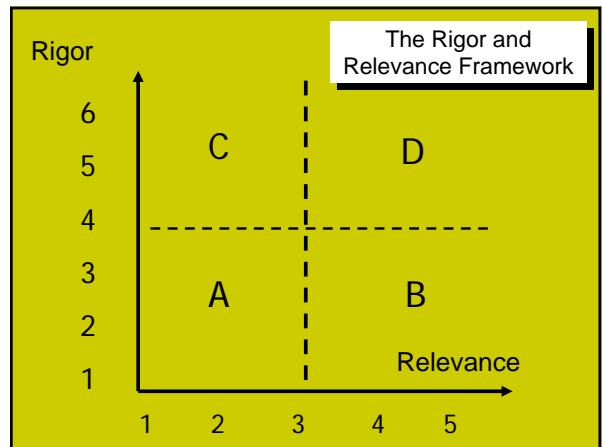 The Rigor and
Relevance Framework
Rigor
6
C D
5
4
3
A B
2
1
Relevance
1 2 3 4 5